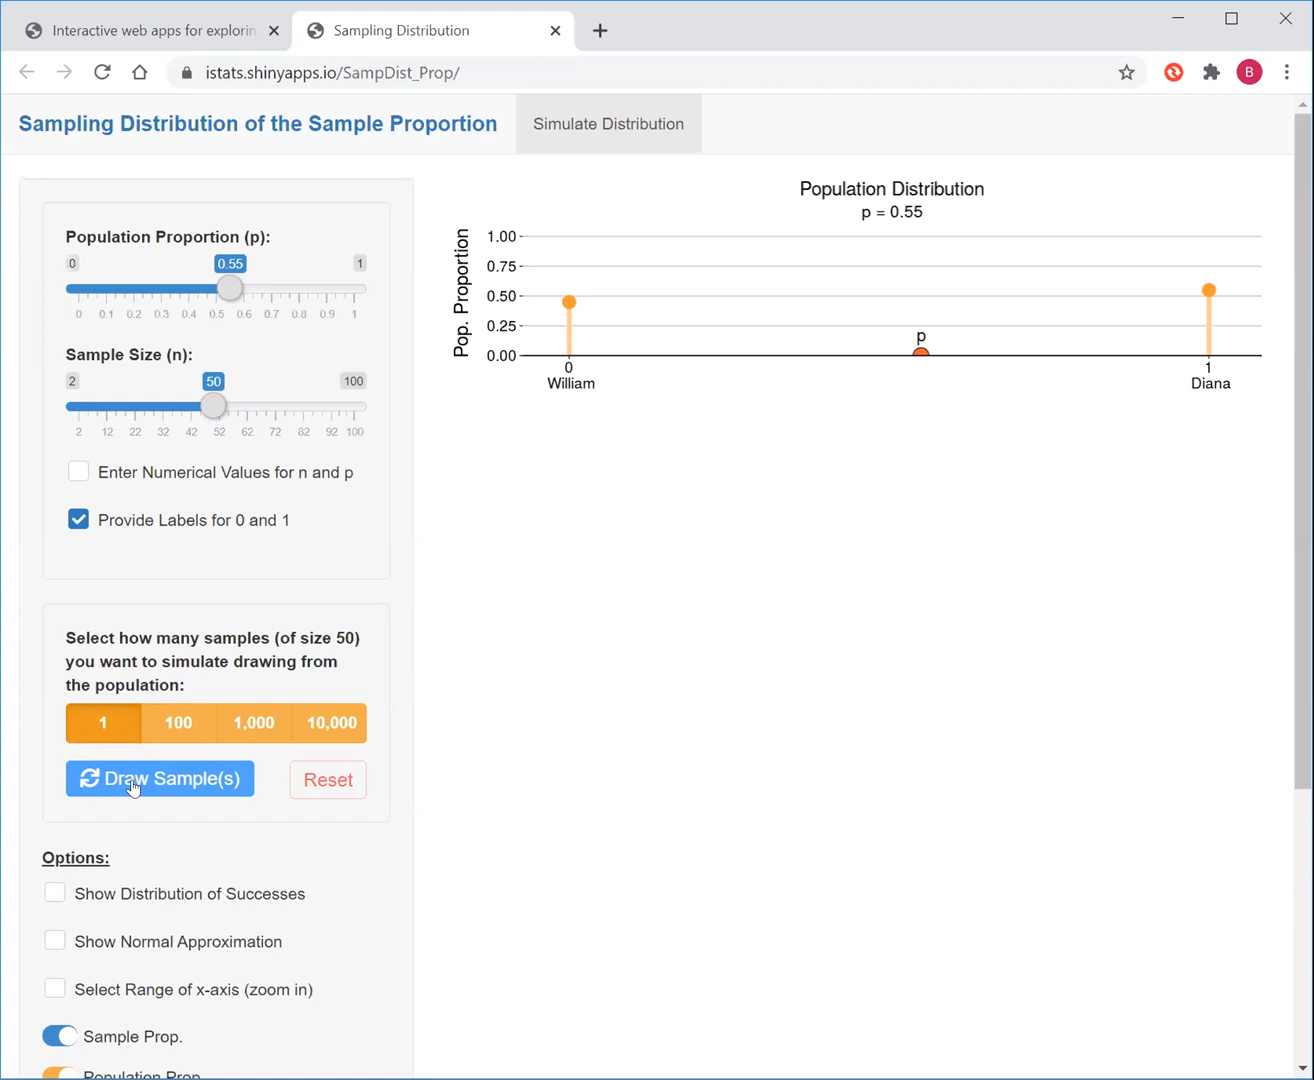 Interactive web apps for explorin
Sampling Distribution
istats.shinyapps.io/SampDist_Prop/
B
Sampling Distribution of the Sample Proportion
Simulate Distribution
Population Proportion (p):
0 0.55 1
0 0.1 0.2 0.3 0.4 0.5 0.6 0.7 0.8 0.9 1
Sample Size (n):
2 50 100
2 12 22 32 42 52 62 72 82 92 100
Enter Numerical Values for n and p
Provide Labels for 0 and 1
Select how many samples (of size 50)
you want to simulate drawing from
the population:
1 100 1,000 10,000
Draw Sample(s) Reset
Options:
Show Distribution of Successes
Show Normal Approximation
Select Range of x-axis (zoom in)
Sample Prop.
Population Prop.
Population Distribution
p = 0.55
Pop. Proportion
1.00
0.75
0.50
0.25
0.00
p
0 1
William Diana